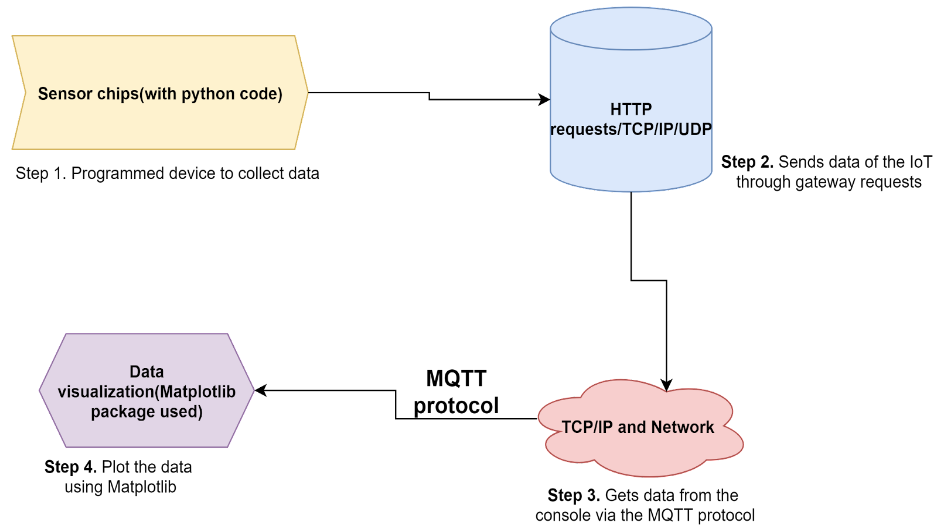 Sensor chips(with python code)
Step 1. Programmed device to collect data
HTTP
requests/TCP/IP/UDP
Step 2. Sends data of the IoT
through gateway requests
TCP/IP and Network
Step 3. Gets data from the
console via the MQTT protocol
MQTT
protocol
Data
visualization(Matplotlib
package used)
Step 4. Plot the data
using Matplotlib